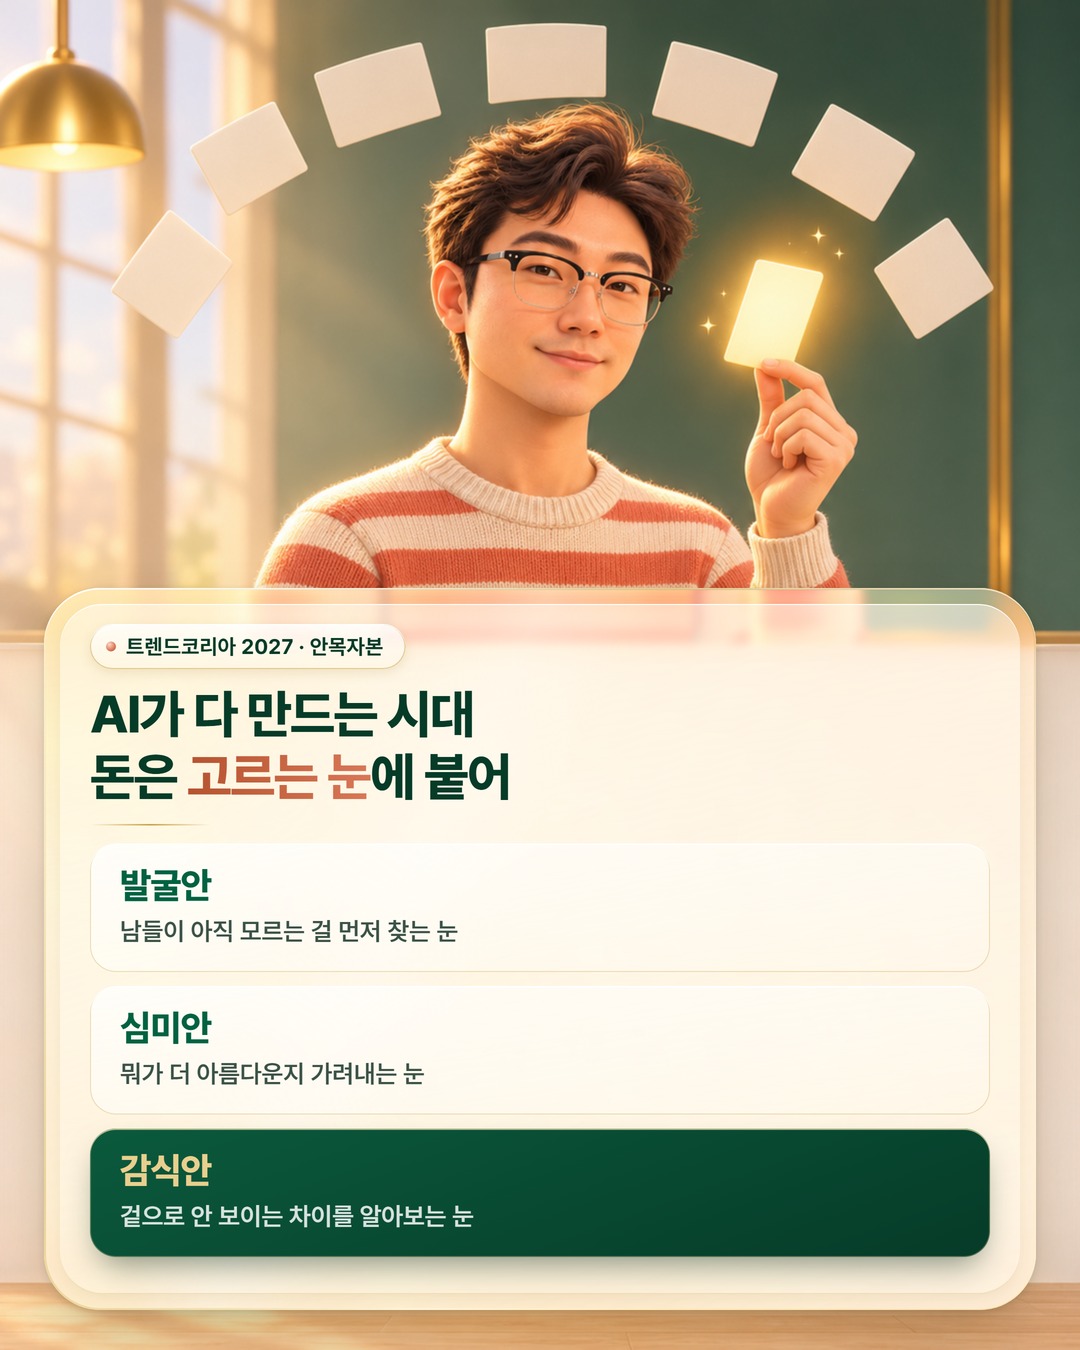 트렌드코리아 2027 · 안목자본
AI가 다 만드는 시대
돈은 고르는 눈에 붙어
발굴안
남들이 아직 모르는 걸 먼저 찾는 눈
심미안
뭐가 더 아름다운지 가려내는 눈
감식안
겉으로 안 보이는 차이를 알아보는 눈